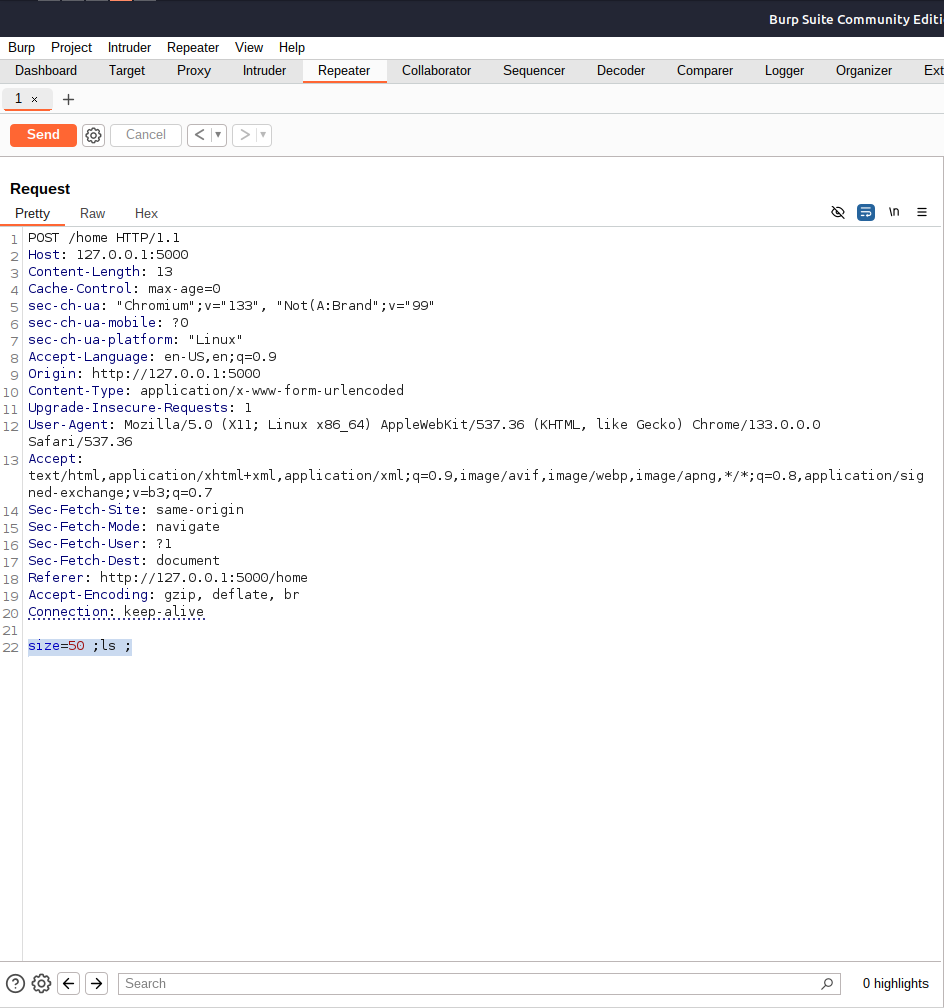 Burp Suite Community Editi
Burp Project Intruder Repeater View Help
Dashboard Target Proxy Intruder Repeater Collaborator Sequencer Decoder Comparer Logger Organizer Ext
1 × +
Send Cancel < >
Request
Pretty Raw Hex \n
1 POST /home HTTP/1.1
2 Host: 127.0.0.1:5000
3 Content-Length: 13
4 Cache-Control: max-age=0
5 sec-ch-ua: "Chromium";v="133", "Not(A:Brand";v="99"
6 sec-ch-ua-mobile: ?0
7 sec-ch-ua-platform: "Linux"
8 Accept-Language: en-US,en;q=0.9
9 Origin: http://127.0.0.1:5000
10 Content-Type: application/x-www-form-urlencoded
11 Upgrade-Insecure-Requests: 1
12 User-Agent: Mozilla/5.0 (X11; Linux x86_64) AppleWebKit/537.36 (KHTML, like Gecko) Chrome/133.0.0.0
Safari/537.36
13 Accept:
text/html,application/xhtml+xml,application/xml;q=0.9,image/avif,image/webp,image/apng,*/*;q=0.8,application/sig
ned-exchange;v=b3;q=0.7
14 Sec-Fetch-Site: same-origin
15 Sec-Fetch-Mode: navigate
16 Sec-Fetch-User: ?1
17 Sec-Fetch-Dest: document
18 Referer: http://127.0.0.1:5000/home
19 Accept-Encoding: gzip, deflate, br
20 Connection: keep-alive
21
22 size=50 ;ls ;
Search 0 highlights